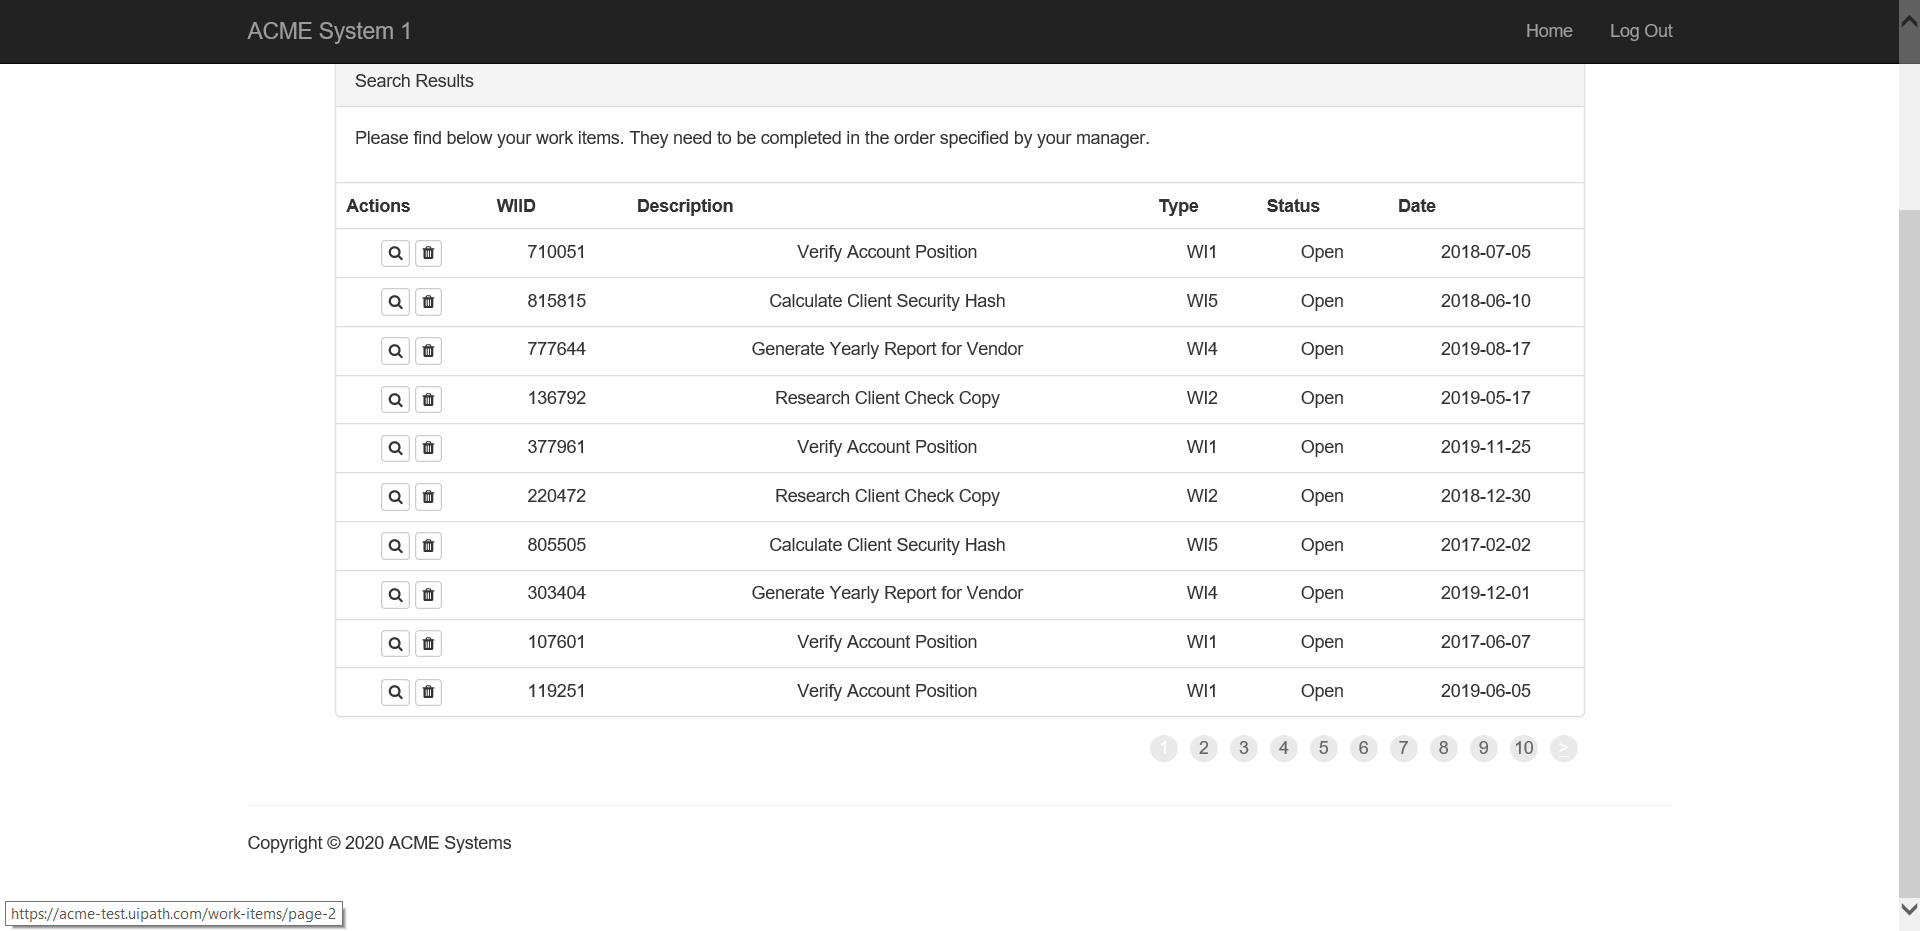 ACME System 1 Home Log Out
Search Results
Please find below your work items. They need to be completed in the order specified by your manager.
Actions WIID Description Type Status Date
710051 Verify Account Position WI1 Open 2018-07-05
815815 Calculate Client Security Hash WI5 Open 2018-06-10
777644 Generate Yearly Report for Vendor WI4 Open 2019-08-17
136792 Research Client Check Copy WI2 Open 2019-05-17
377961 Verify Account Position WI1 Open 2019-11-25
220472 Research Client Check Copy WI2 Open 2018-12-30
805505 Calculate Client Security Hash WI5 Open 2017-02-02
303404 Generate Yearly Report for Vendor WI4 Open 2019-12-01
107601 Verify Account Position WI1 Open 2017-06-07
119251 Verify Account Position WI1 Open 2019-06-05
1 2 3 4 5 6 7 8 9 10 >
Copyright © 2020 ACME Systems
https://acme-test.uipath.com/work-items/page-2